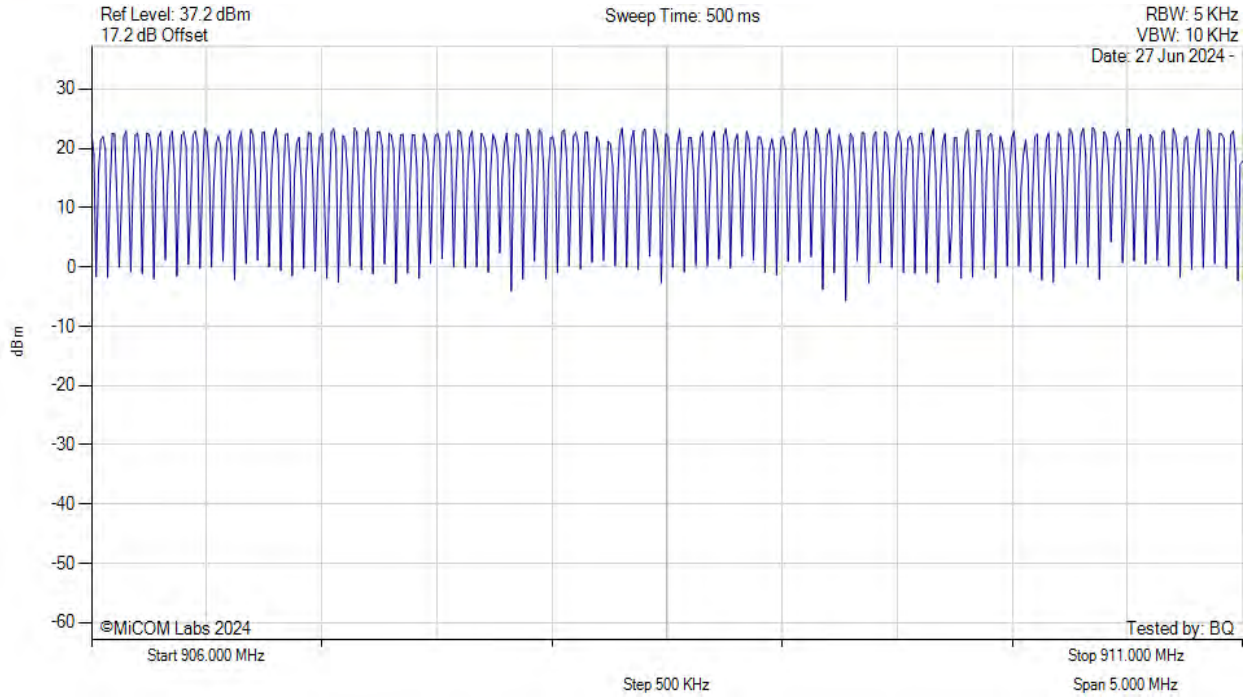 Ref Level: 37.2 dBm
17.2 dB Offset
Sweep Time: 500 ms
RBW: 5 KHz
VBW: 10 KHz
Date: 27 Jun 2024 -
30
20
10
0
-10
-20
-30
-40
-50
-60
dBm
©MiCOM Labs 2024
Tested by: BQ
Start 906.000 MHz
Stop 911.000 MHz
Step 500 KHz
Span 5.000 MHz